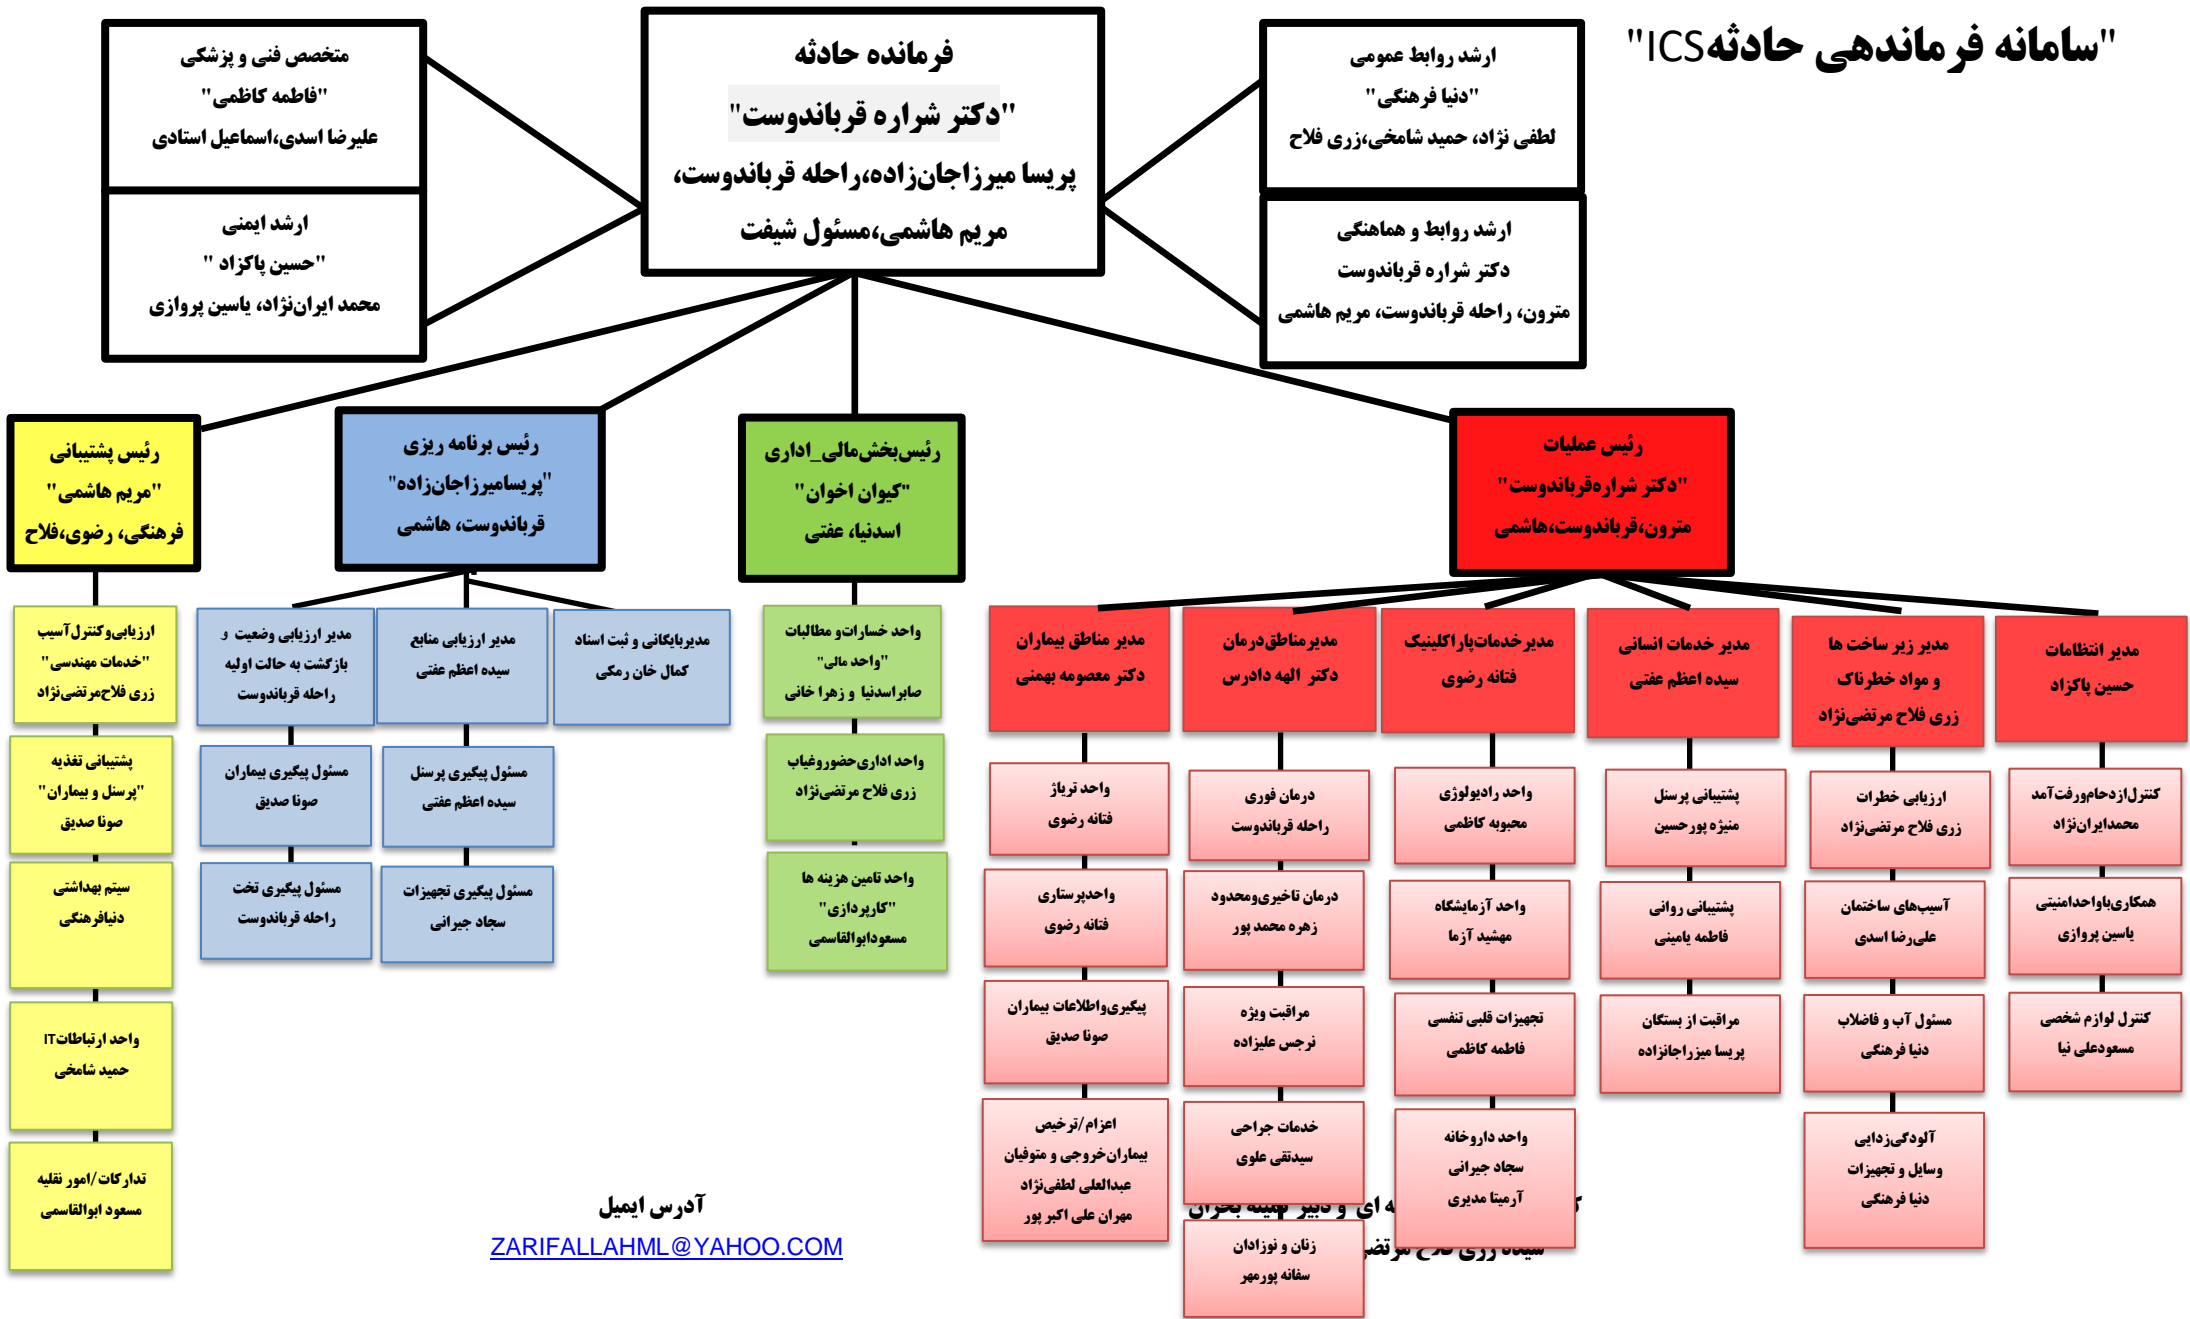 "سامانه فرماندهی حادثهICS"
فرمانده حادثه
"دکتر شراره قرباندوست"
پریسا میرزاجان‌زاده،راحله قرباندوست،
مریم هاشمی،مسئول شیفت
ارشد روابط عمومی
"دنیا فرهنگی"
لطفی نژاد، حمید شامخی،زری فلاح
ارشد روابط و هماهنگی
دکتر شراره قرباندوست
مترون، راحله قرباندوست، مریم هاشمی
متخصص فنی و پزشکی
"فاطمه کاظمی"
علیرضا اسدی،اسماعیل استادی
ارشد ایمنی
"حسین پاکزاد "
محمد ایران‌نژاد، یاسین پروازی
رئیس عملیات
"دکتر شراره‌قرباندوست"
مترون،قرباندوست،هاشمی
رئیس‌بخش‌مالی_اداری
"کیوان اخوان"
اسدنیا، عفتی
رئیس برنامه ریزی
"پریسامیرزاجان‌زاده"
قرباندوست، هاشمی
رئیس پشتیبانی
"مریم هاشمی"
فرهنگی، رضوی،فلاح
مدیر انتظامات
حسین پاکزاد
کنترل‌ازدحام‌ورفت‌آمد
محمدایران‌نژاد
همکاری‌باواحدامنیتی
یاسین پروازی
کنترل لوازم شخصی
مسعودعلی نیا
مدیر زیر ساخت ها
و مواد خطرناک
زری فلاح مرتضی‌نژاد
ارزیابی خطرات
زری فلاح مرتضی‌نژاد
آسیب‌های ساختمان
علی‌رضا اسدی
مسئول آب و فاضلاب
دنیا فرهنگی
آلودگی‌زدایی
وسایل و تجهیزات
دنیا فرهنگی
مدیر خدمات انسانی
سیده اعظم عفتی
پشتیبانی پرسنل
منیژه پورحسین
پشتیبانی روانی
فاطمه یامینی
مراقبت از بستگان
پریسا میرزاجانزاده
مدیرخدمات‌پاراکلینیک
فتانه رضوی
واحد رادیولوژی
محبوبه کاظمی
واحد آزمایشگاه
مهشید آزما
تجهیزات قلبی تنفسی
فاطمه کاظمی
واحد داروخانه
سجاد جیرانی
آرمیتا مدیری
مدیرمناطق‌درمان
دکتر الهه دادرس
درمان فوری
راحله قرباندوست
درمان تاخیری‌ومحدود
زهره محمد پور
مراقبت ویژه
نرجس علیزاده
خدمات جراحی
سیدتقی علوی
زنان و نوزادان
سفانه پورمهر
مدیر مناطق بیماران
دکتر معصومه بهمنی
واحد تریاژ
فتانه رضوی
واحدپرستاری
فتانه رضوی
پیگیری‌واطلاعات بیماران
صونا صدیق
اعزام/ترخیص
بیماران‌خروجی و متوفیان
عبدالعلی لطفی‌نژاد
مهران علی اکبر پور
واحد خسارات‌و مطالبات
"واحد مالی"
صابراسدنیا و زهرا خانی
واحد اداری‌حضوروغیاب
زری فلاح مرتضی‌نژاد
واحد تامین هزینه ها
"کارپردازی"
مسعودابوالقاسمی
مدیربایگانی و ثبت اسناد
کمال خان رمکی
مدیر ارزیابی منابع
سیده اعظم عفتی
مسئول پیگیری پرسنل
سیده اعظم عفتی
مسئول پیگیری تجهیزات
سجاد جیرانی
مدیر ارزیابی وضعیت و
بازگشت به حالت اولیه
راحله قرباندوست
مسئول پیگیری بیماران
صونا صدیق
مسئول پیگیری تخت
راحله قرباندوست
ارزیابی‌وکنترل‌آسیب
"خدمات مهندسی"
زری فلاح‌مرتضی‌نژاد
پشتیبانی تغذیه
"پرسنل و بیماران"
صونا صدیق
سیتم بهداشتی
دنیافرهنگی
واحد ارتباطاتIT
حمید شامخی
تدارکات/امور نقلیه
مسعود ابوالقاسمی
ای و دبیر کمیته بحران
سیده زری فلاح
آدرس ایمیل
ZARIFALLAHML@YAHOO.COM